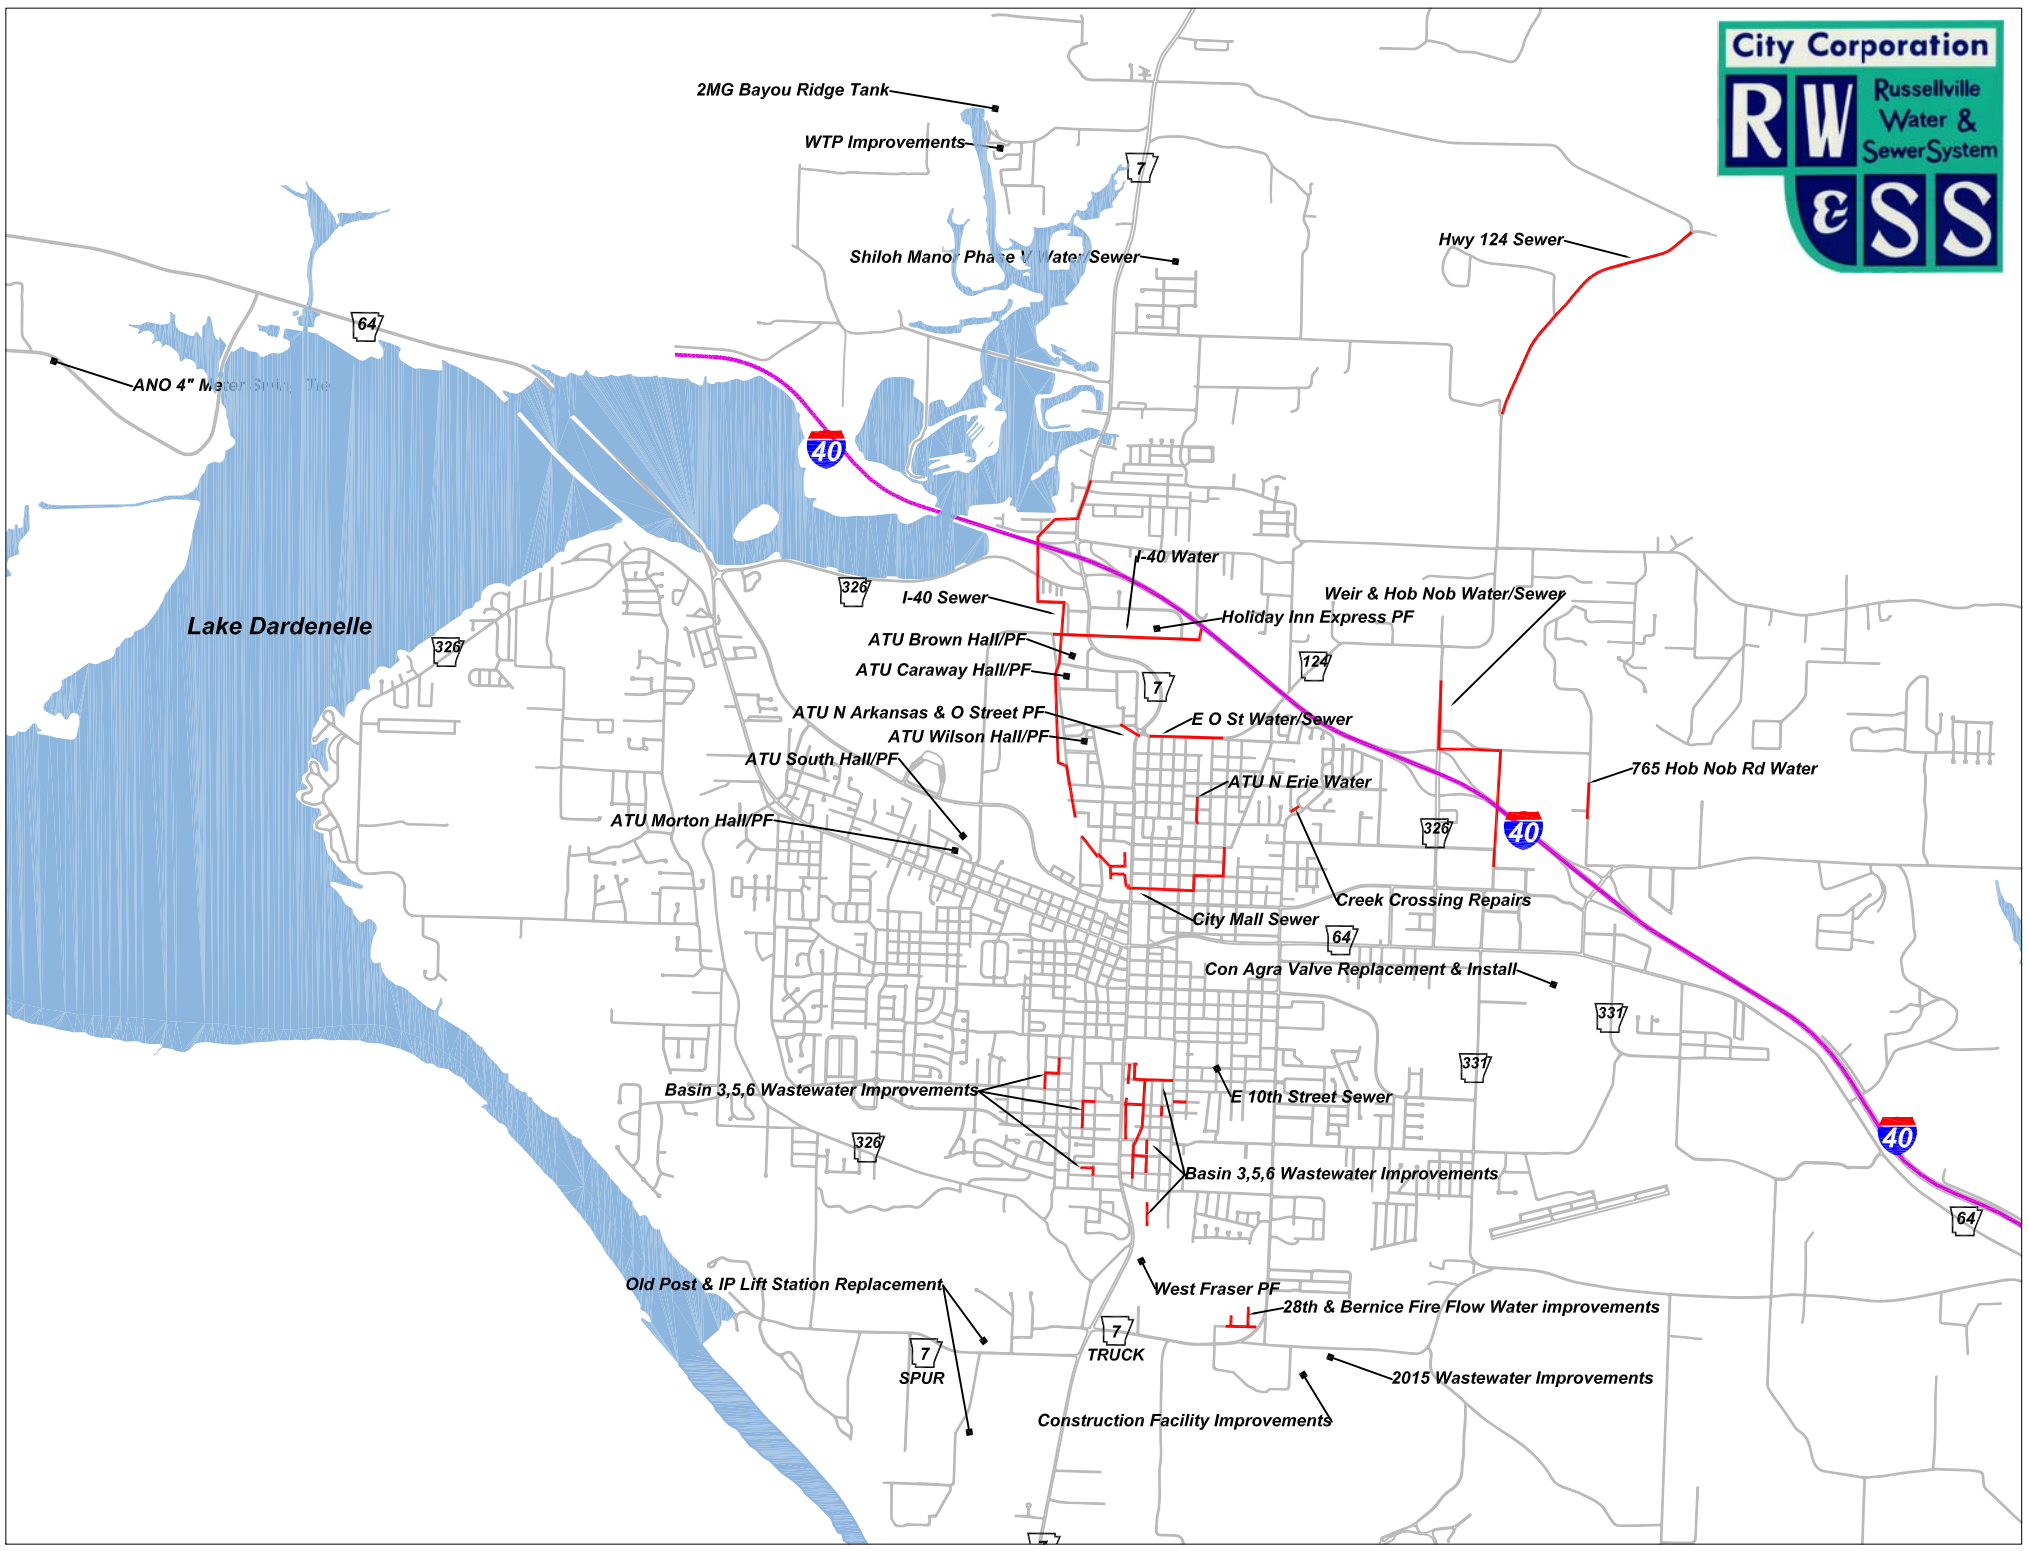 City Corporation
R W
Russellville
Water &
Sewer System
& S S
2MG Bayou Ridge Tank
WTP Improvements
7
Shiloh Manor Phase V Water/Sewer
Hwy 124 Sewer
64
ANO 4" Meter Swing Tie
40
I-40 Water
326
I-40 Sewer
Weir & Hob Nob Water/Sewer
Holiday Inn Express PF
Lake Dardenelle
326
ATU Brown Hall/PF
124
ATU Caraway Hall/PF
7
ATU N Arkansas & O Street PF
E O St Water/Sewer
ATU Wilson Hall/PF
ATU South Hall/PF
765 Hob Nob Rd Water
ATU N Erie Water
ATU Morton Hall/PF
326
40
Creek Crossing Repairs
City Mall Sewer
64
Con Agra Valve Replacement & Install
331
331
Basin 3,5,6 Wastewater Improvements
E 10th Street Sewer
326
40
Basin 3,5,6 Wastewater Improvements
64
Old Post & IP Lift Station Replacement
West Fraser PF
28th & Bernice Fire Flow Water improvements
7
TRUCK
7
SPUR
2015 Wastewater Improvements
Construction Facility Improvements
7